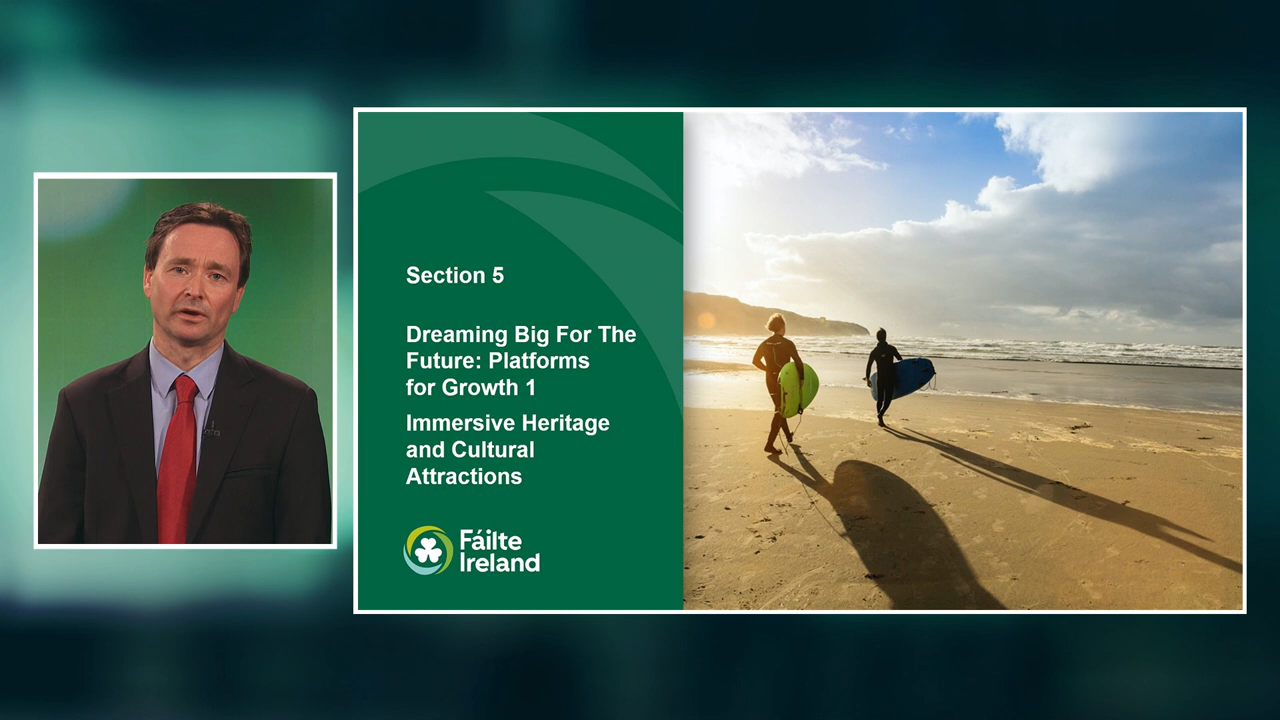 Section 5
Dreaming Big For The
Future: Platforms
for Growth 1
Immersive Heritage
and Cultural
Attractions
Fáilte
Ireland